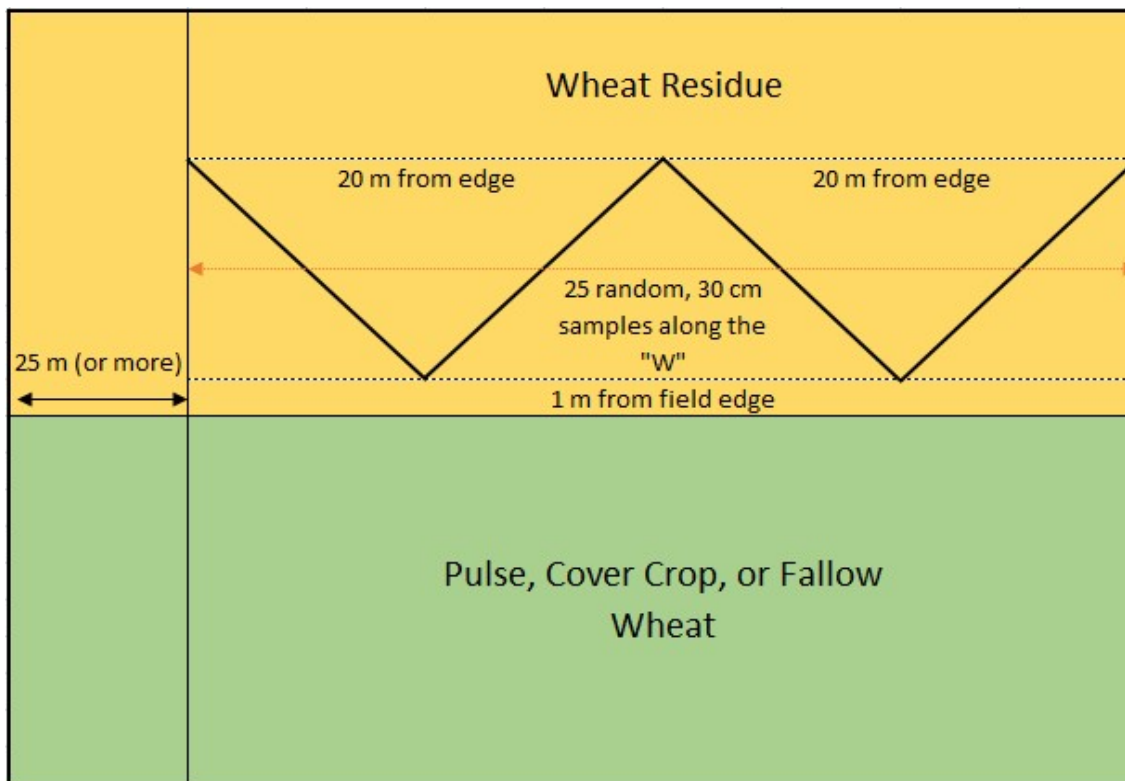 Wheat Residue
20 m from edge
20 m from edge
25 random, 30 cm
samples along the
"W"
25 m (or more)
1 m from field edge
Pulse, Cover Crop, or Fallow
Wheat